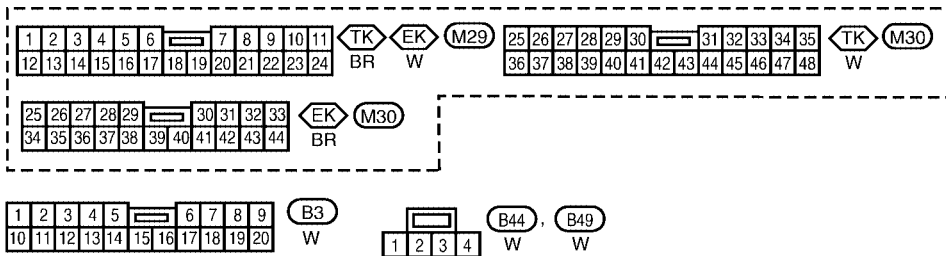 1 2 3 4 5 6 7 8 9 10 11 TK EK M29
12 13 14 15 16 17 18 19 20 21 22 23 24 BR W
25 26 27 28 29 30 31 32 33 34 35 TK M30
36 37 38 39 40 41 42 43 44 45 46 47 48 W
25 26 27 28 29 30 31 32 33 EK M30
34 35 36 37 38 39 40 41 42 43 44 BR
1 2 3 4 5 6 7 8 9 B3
10 11 12 13 14 15 16 17 18 19 20 W
B44 , B49
1 2 3 4 W W